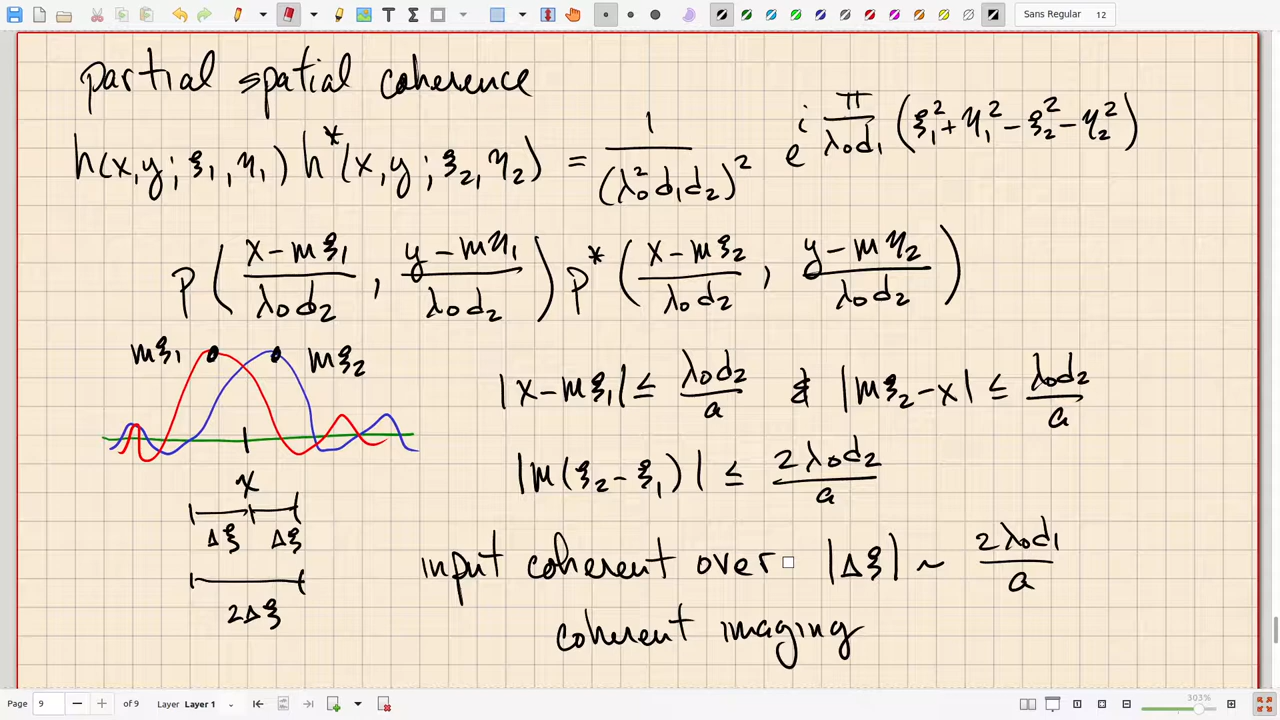 Sans Regular 12
partial spatial coherence
h(x,y; ξ₁,η₁) h*(x,y; ξ₂,η₂) = 1/(λ₀²d₁d₂)² e^{i π/(λ₀d₁) (ξ₁²+η₁²−ξ₂²−η₂²)}
P((x−mξ₁)/(λ₀d₂), (y−mη₁)/(λ₀d₂)) P*((x−mξ₂)/(λ₀d₂), (y−mη₂)/(λ₀d₂))
mξ₁ mξ₂
|x−mξ₁| ≤ λ₀d₂/a & |mξ₂−x| ≤ λ₀d₂/a
|m(ξ₂−ξ₁)| ≤ 2λ₀d₂/a
x
Δξ Δξ
2Δξ
input coherent over |Δξ| ~ 2λ₀d₁/a
coherent imaging
Page 9 of 9 Layer Layer 1 303%